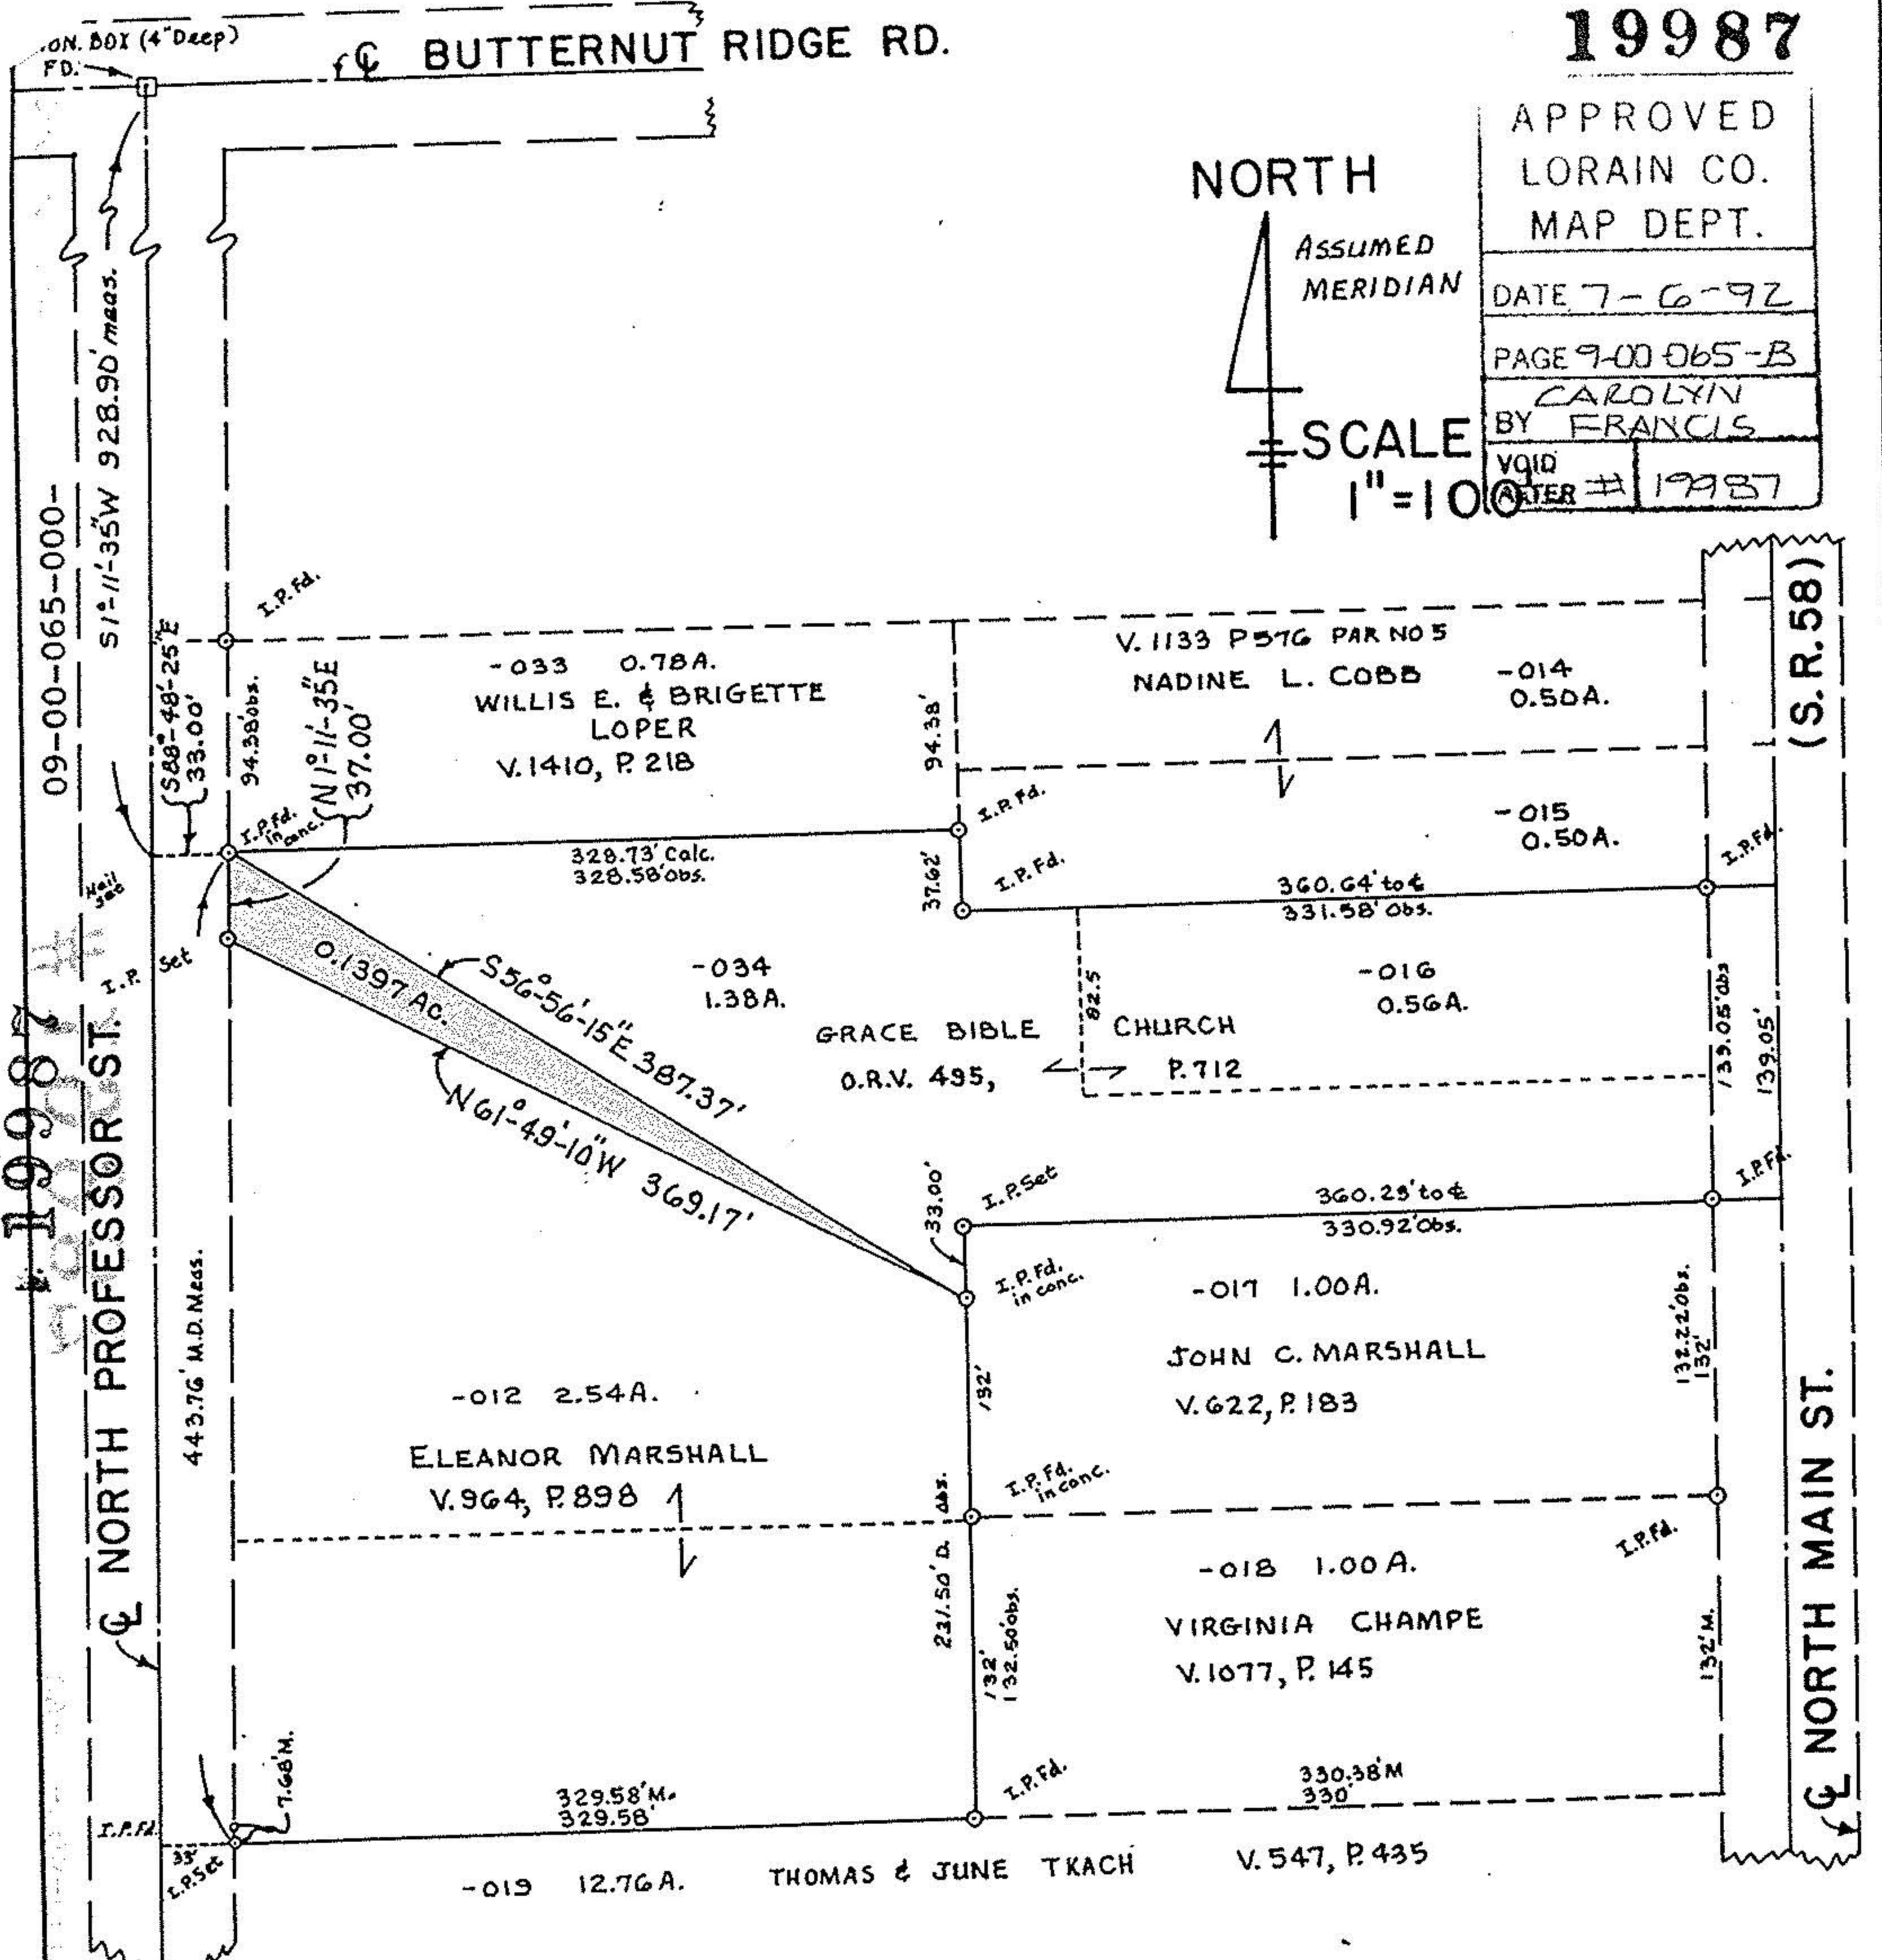 19987
.ON. BOX (4" Deep)
FD.
℄ BUTTERNUT RIDGE RD.
APPROVED
LORAIN CO.
MAP DEPT.
DATE 7-6-92
PAGE 9-00-065-B
CAROLYN
BY FRANCIS
VOID
AFTER # 19987
NORTH
ASSUMED
MERIDIAN
SCALE
1"=100'
09-00-065-000-
S1°-11'-35"W 928.90' meas.
S88°-48'-25"E
33.00'
94.38'obs.
N1°-11'-35"E
37.00'
I.P. Fd.
-033 0.78A.
WILLIS E. & BRIGETTE
LOPER
V.1410, P. 218
94.38'
V. 1133 P576 PAR NO 5
NADINE L. COBB
-014
0.50A.
(S.R.58)
-015
0.50A.
I.P. Fd.
I.P. Fd.
in conc.
328.73' Calc.
328.58'obs.
I.P. Fd.
37.62'
I.P. Fd.
360.64' to ℄
331.58' Obs.
Nail
set
I.P. Set
0.1397 AC.
S56°-56'-15"E 387.37'
N61°-49'-10"W 369.17'
-034
1.38A.
82.5
-016
0.56A.
GRACE BIBLE CHURCH
O.R.V. 495, P.712
139.05'obs
139.05'
19987
℄ NORTH PROFESSOR ST.
33.00'
I.P. Set
360.29' to ℄
330.92'Obs.
I.P. Fd.
I.P. Fd.
in conc.
-017 1.00A.
JOHN C. MARSHALL
V.622, P. 183
132'
132.22'Obs.
132'
443.76' M.D. Meas.
-012 2.54A.
ELEANOR MARSHALL
V.964, P.898
I.P. Fd.
in conc.
I.P. Fd.
231.50' D. Obs.
132'
132.50'obs.
-018 1.00A.
VIRGINIA CHAMPE
V.1077, P. 145
132'M.
℄ NORTH MAIN ST.
7.68'M.
329.58'M.
329.58'
I.P. Fd.
330.38'M
330'
I.P. Fd.
33'
I.P. Set
-019 12.76A. THOMAS & JUNE TKACH V. 547, P. 435